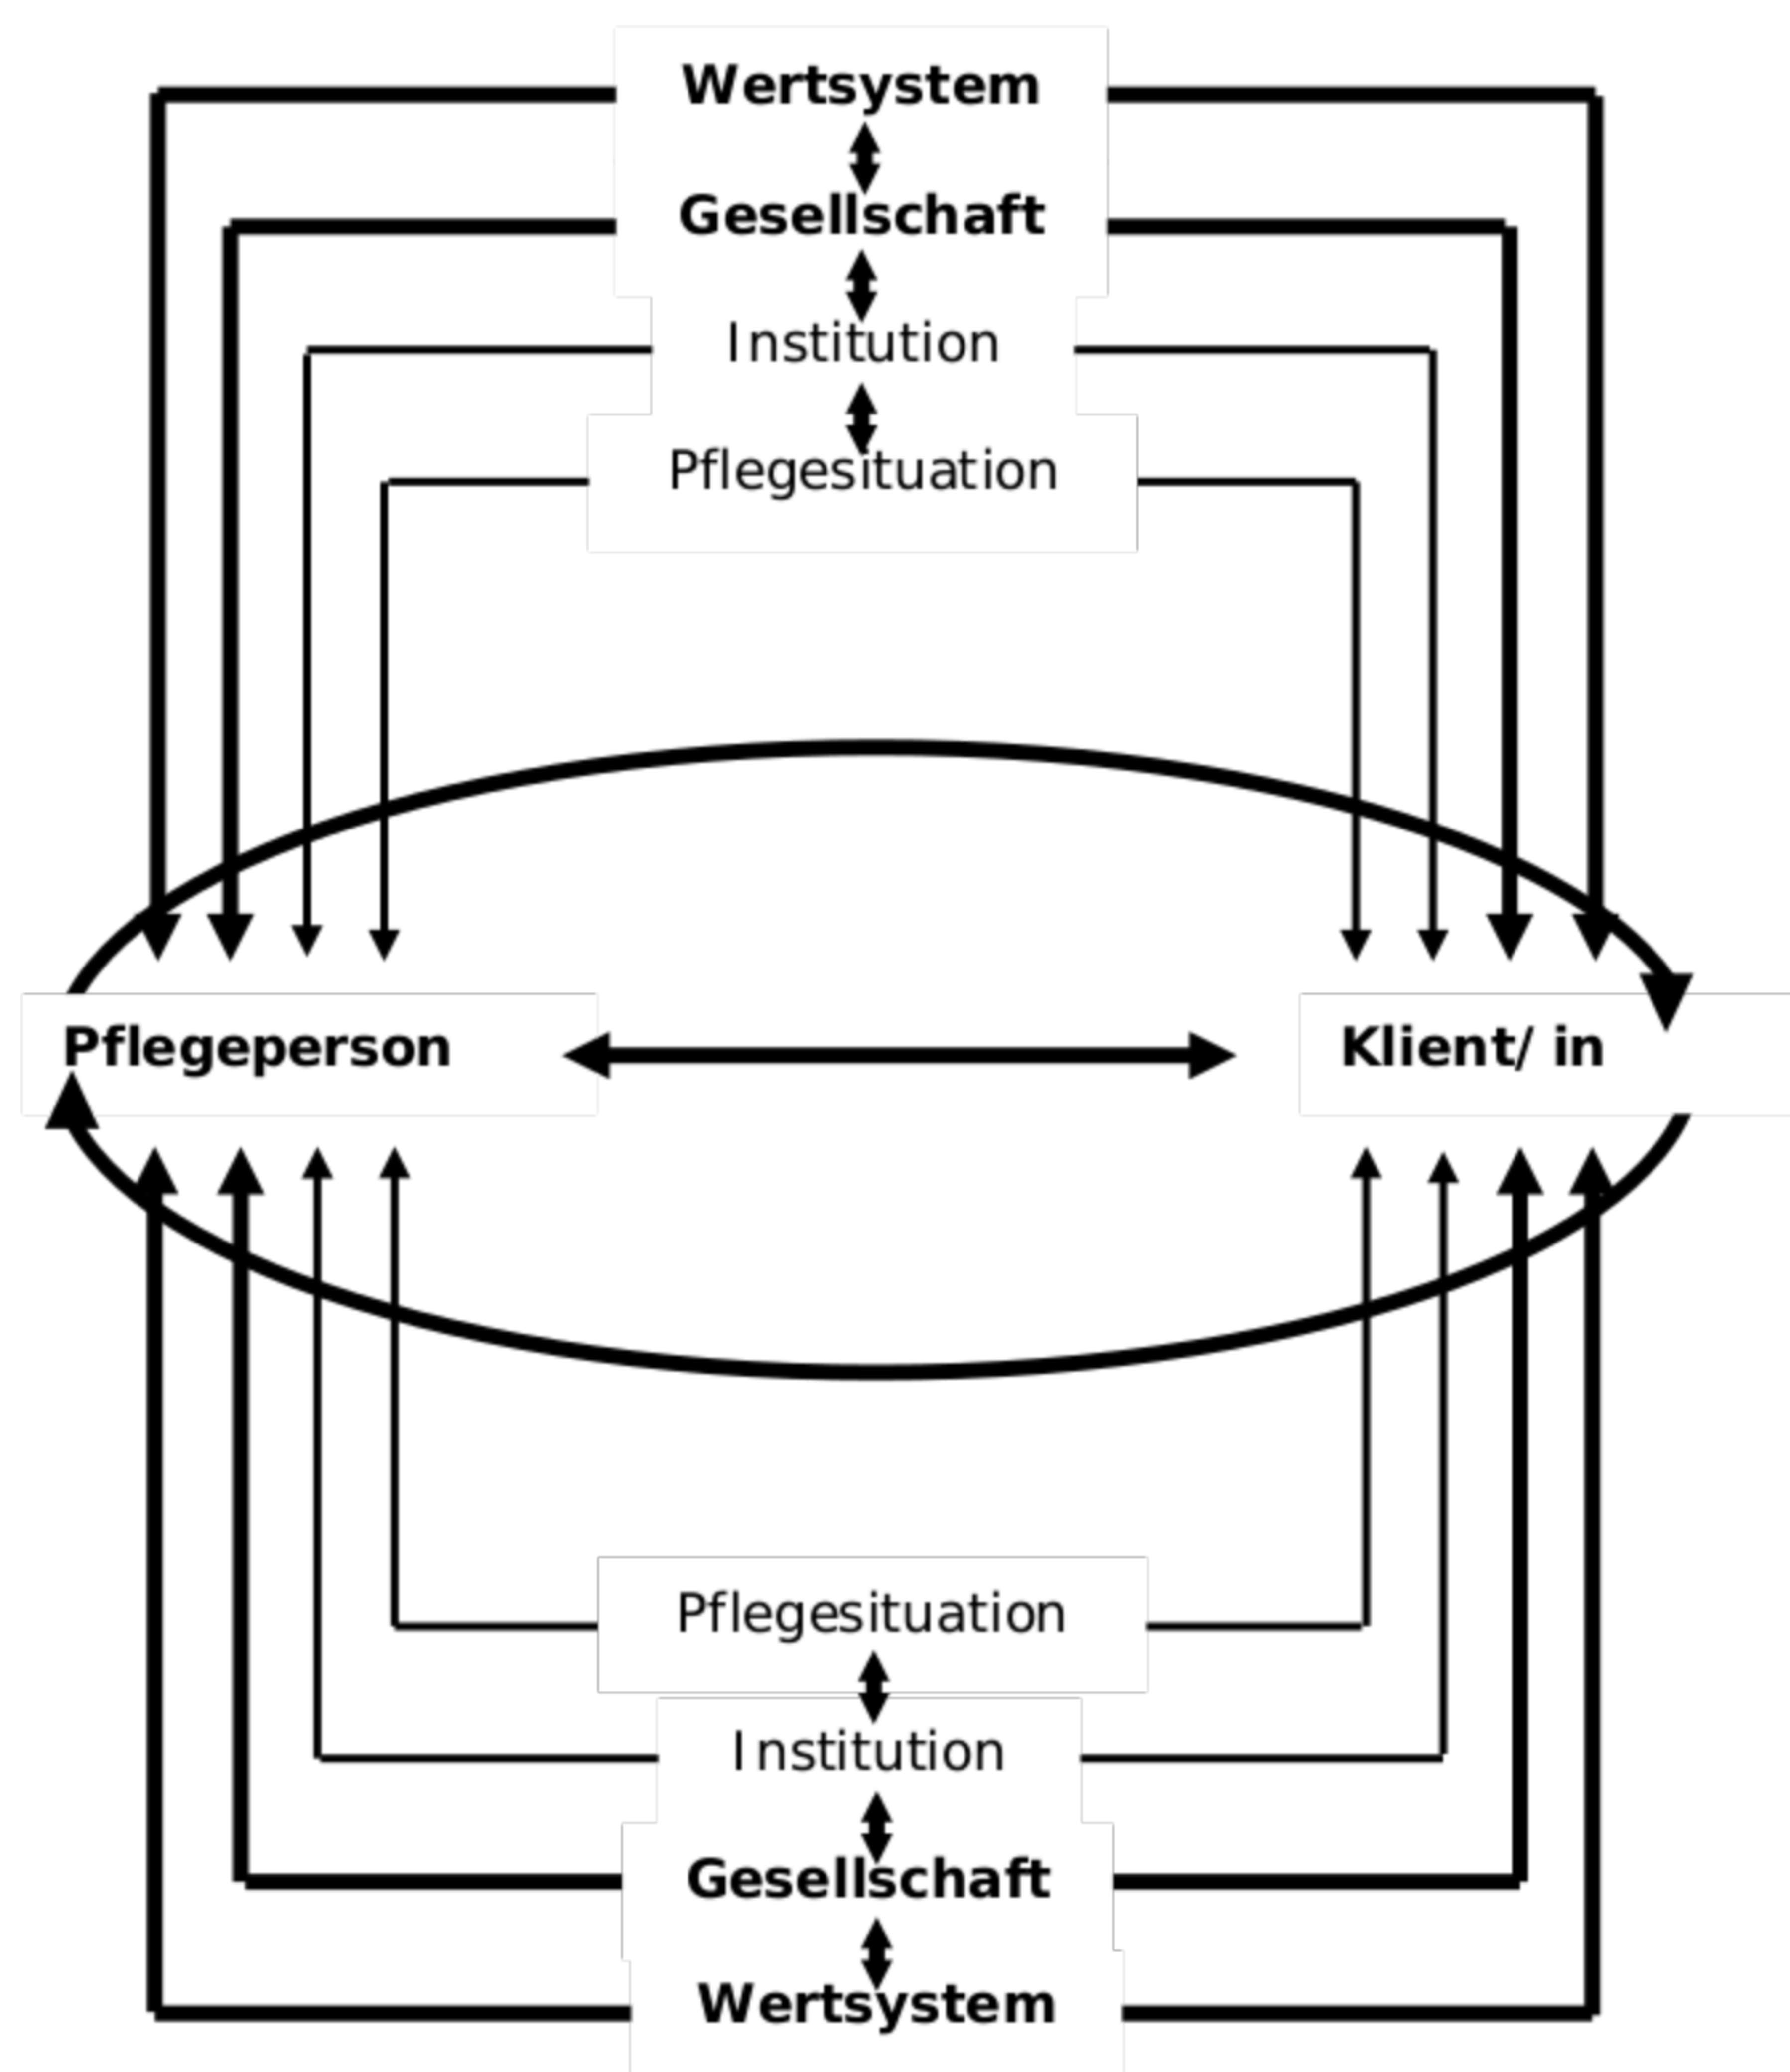 Wertsystem
Gesellschaft
Institution
Pflegesituation
Pflegeperson
Klient/ in
Pflegesituation
Institution
Gesellschaft
Wertsystem